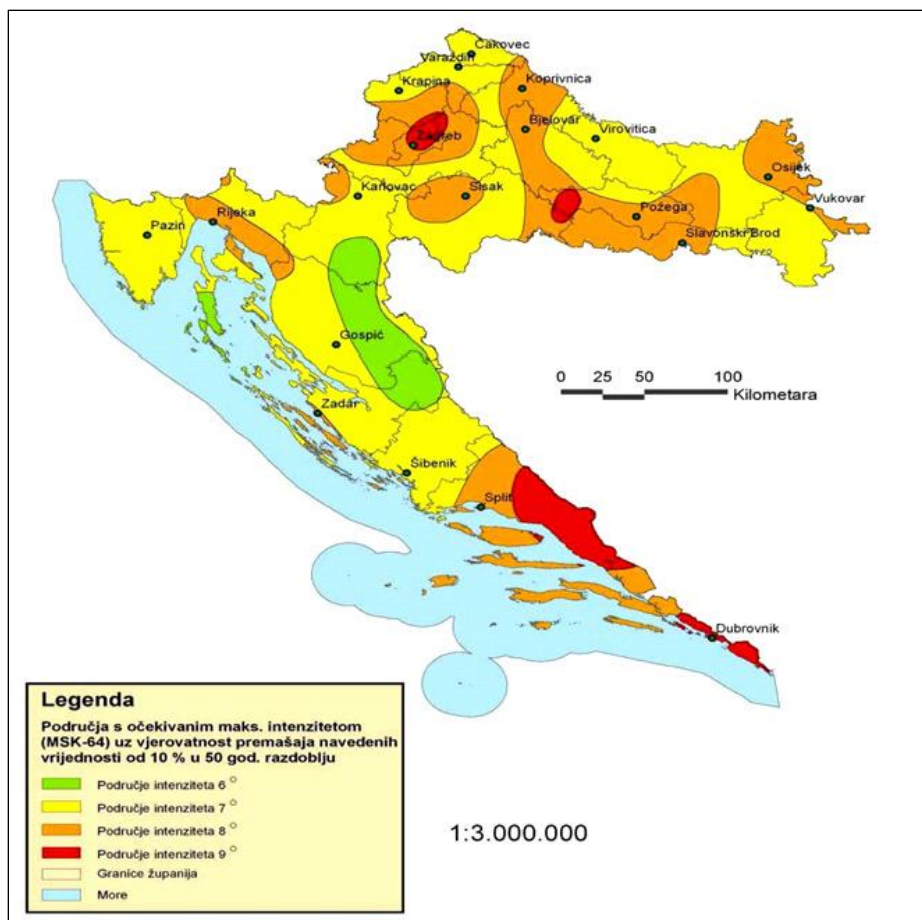 Čakovec
Varaždin
Krapina
Koprivnica
Bjelovar
Virovitica
Zagreb
Osijek
Karlovac
Sisak
Vukovar
Požega
Rijeka
Pazin
Slavonski Brod
Gospić
0 25 50 100
Kilometara
Zadar
Šibenik
Split
Dubrovnik
Legenda
Područja s očekivanim maks. intenzitetom
(MSK-64) uz vjerovatnost premašaja navedenih
vrijednosti od 10 % u 50 god. razdoblju
Područje intenziteta 6 °
Područje intenziteta 7 °
Područje intenziteta 8 °
Područje intenziteta 9 °
Granice županija
More
1:3.000.000